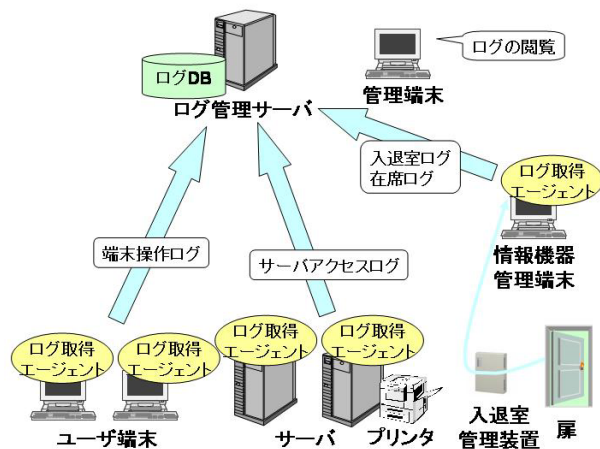 ログDB
ログ管理サーバ
ログの閲覧
管理端末
入退室ログ
在席ログ
ログ取得
エージェント
情報機器
管理端末
端末操作ログ
サーバアクセスログ
ログ取得
エージェント
ログ取得
エージェント
ログ取得
エージェント
ログ取得
エージェント
ユーザ端末
サーバ
プリンタ
入退室
管理装置
扉